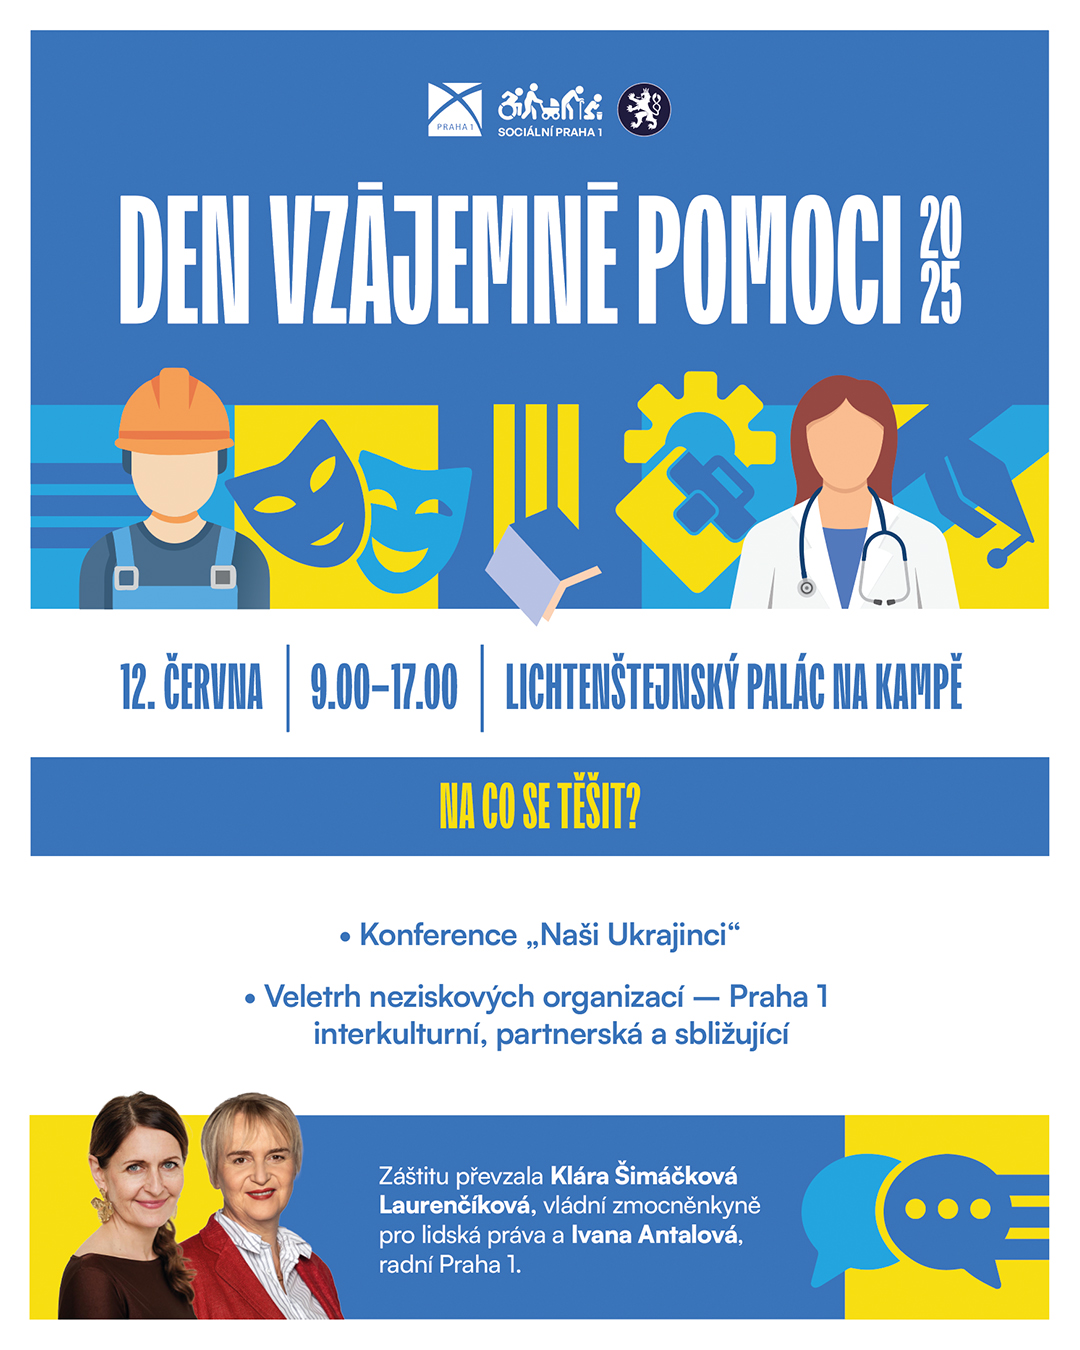 PRAHA 1
SOCIÁLNÍ PRAHA 1
DEN VZÁJEMNÉ POMOCI 2025
12. ČERVNA
9.00–17.00
LICHTENŠTEJNSKÝ PALÁC NA KAMPĚ
NA CO SE TĚŠIT?
• Konference „Naši Ukrajinci“
• Veletrh neziskových organizací — Praha 1
interkulturní, partnerská a sbližující
Záštitu převzala Klára Šimáčková
Laurenčíková, vládní zmocněnkyně
pro lidská práva a Ivana Antalová,
radní Praha 1.